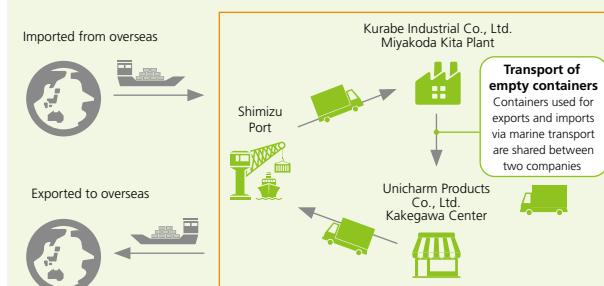 Imported from overseas
Kurabe Industrial Co., Ltd.
Miyakoda Kita Plant
Transport of
empty containers
Containers used for
exports and imports
via marine transport
are shared between
two companies
Shimizu
Port
Exported to overseas
Unicharm Products
Co., Ltd.
Kakegawa Center